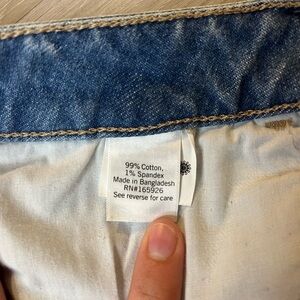 99% Cotton,
1% Spandex
Made in Bangladesh
RN#165926
See reverse for care